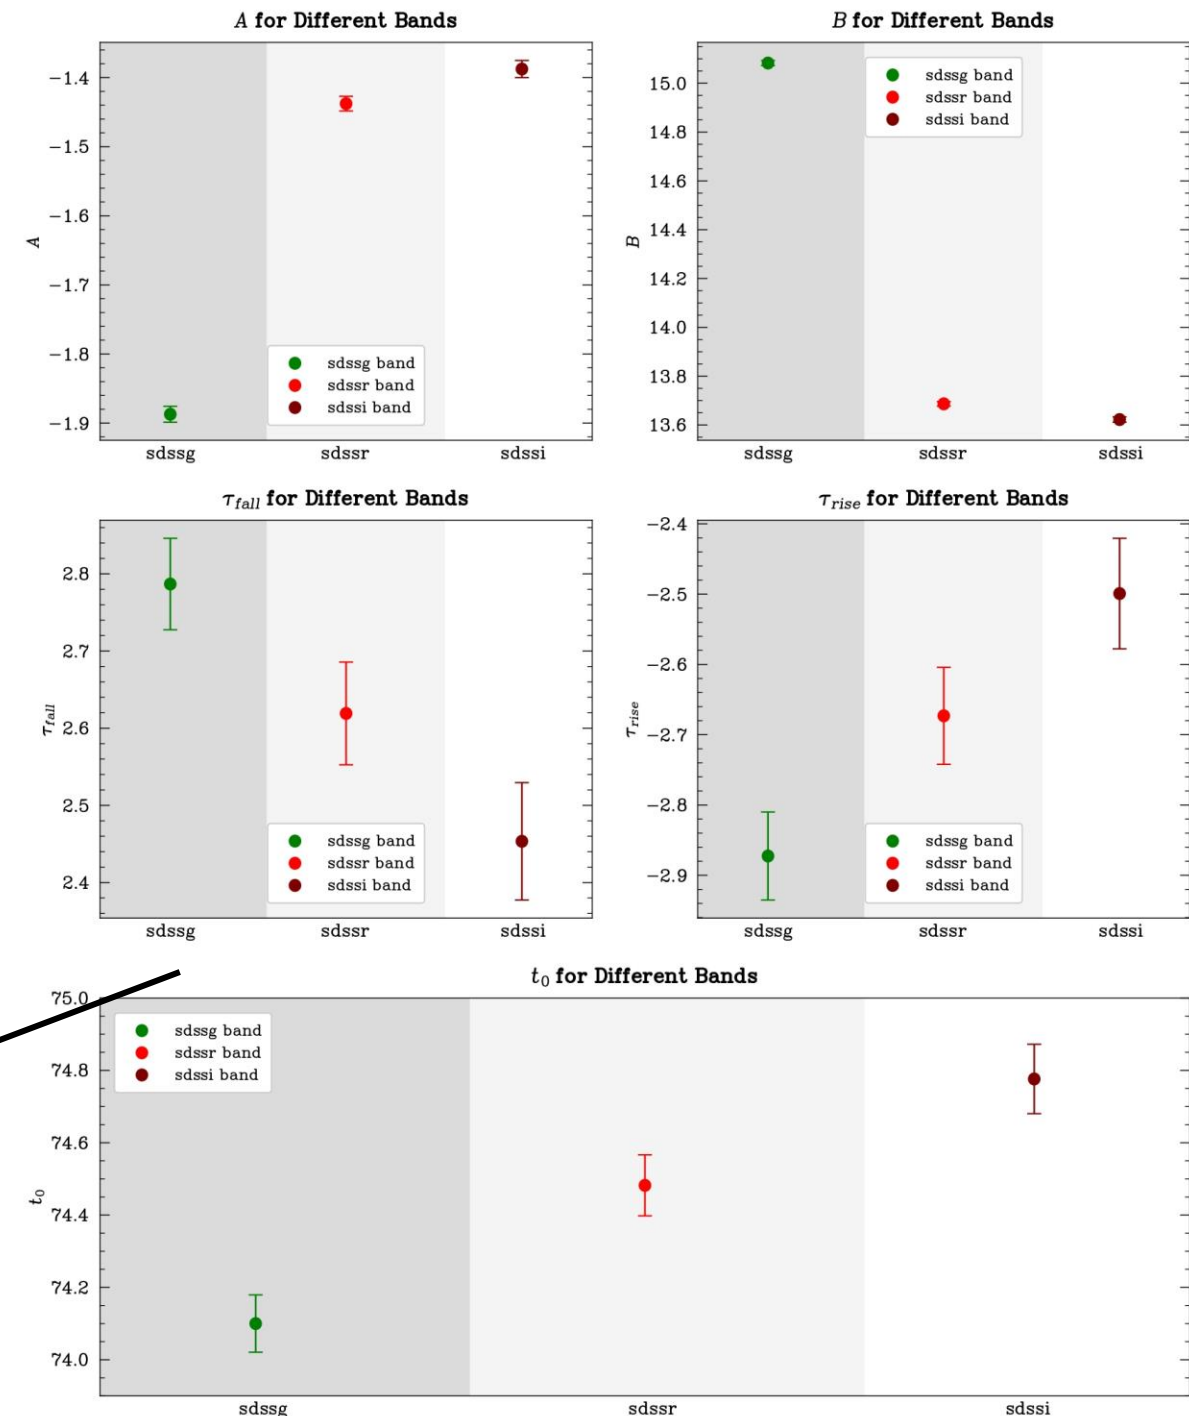 A for Different Bands
−1.4
−1.5
−1.6
−1.7
−1.8
−1.9
A
sdssg band
sdssr band
sdssi band
sdssg
sdssr
sdssi
B for Different Bands
15.0
14.8
14.6
14.4
14.2
14.0
13.8
13.6
B
sdssg band
sdssr band
sdssi band
sdssg
sdssr
sdssi
τfall for Different Bands
2.8
2.7
2.6
2.5
2.4
τfall
sdssg band
sdssr band
sdssi band
sdssg
sdssr
sdssi
τrise for Different Bands
−2.4
−2.5
−2.6
−2.7
−2.8
−2.9
τrise
sdssg band
sdssr band
sdssi band
sdssg
sdssr
sdssi
t0 for Different Bands
75.0
74.8
74.6
74.4
74.2
74.0
t0
sdssg band
sdssr band
sdssi band
sdssg
sdssr
sdssi